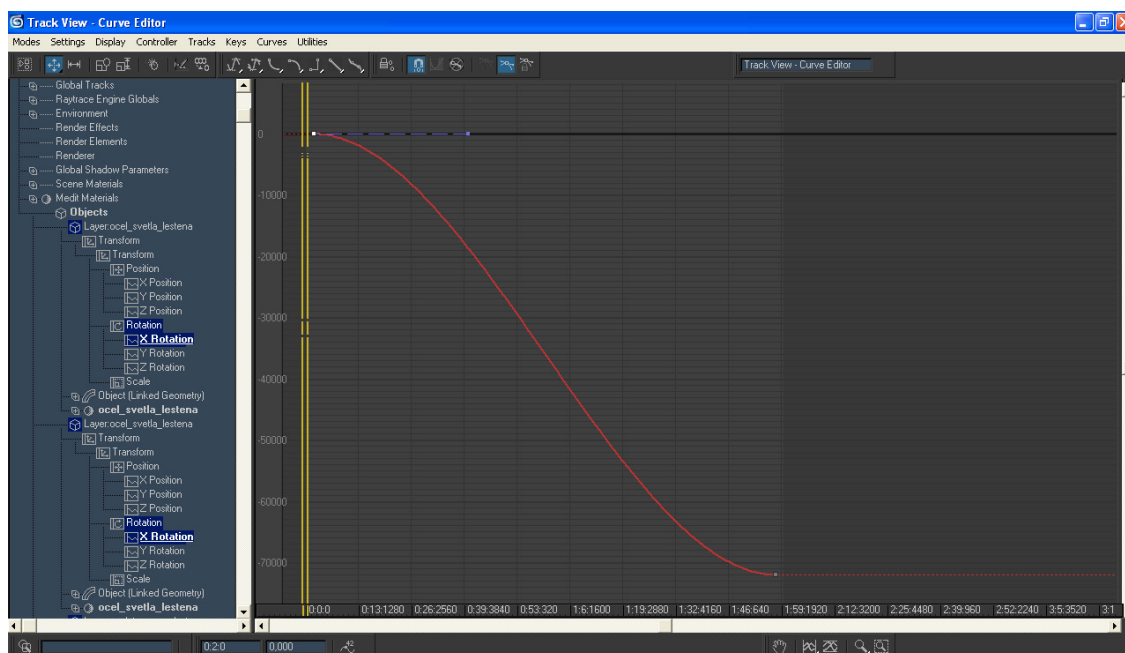 Track View - Curve Editor
Modes Settings Display Controller Tracks Keys Curves Utilities
Track View - Curve Editor
Global Tracks
Raytrace Engine Globals
Environment
Render Effects
Render Elements
Renderer
Global Shadow Parameters
Scene Materials
Medit Materials
Objects
Layer:ocel_svetla_lestena
Transform
Transform
Position
X Position
Y Position
Z Position
Rotation
X Rotation
Y Rotation
Z Rotation
Scale
Object (Linked Geometry)
ocel_svetla_lestena
Layer:ocel_svetla_lestena
Transform
Transform
Position
X Position
Y Position
Z Position
Rotation
X Rotation
Y Rotation
Z Rotation
Scale
Object (Linked Geometry)
ocel_svetla_lestena
0
-10000
-20000
-30000
-40000
-50000
-60000
-70000
0:0:0 0:13:1280 0:26:2560 0:39:3840 0:53:320 1:6:1600 1:19:2880 1:32:4160 1:46:640 1:59:1920 2:12:3200 2:25:4480 2:39:960 2:52:2240 3:5:3520 3:1
0:2:0 0,000